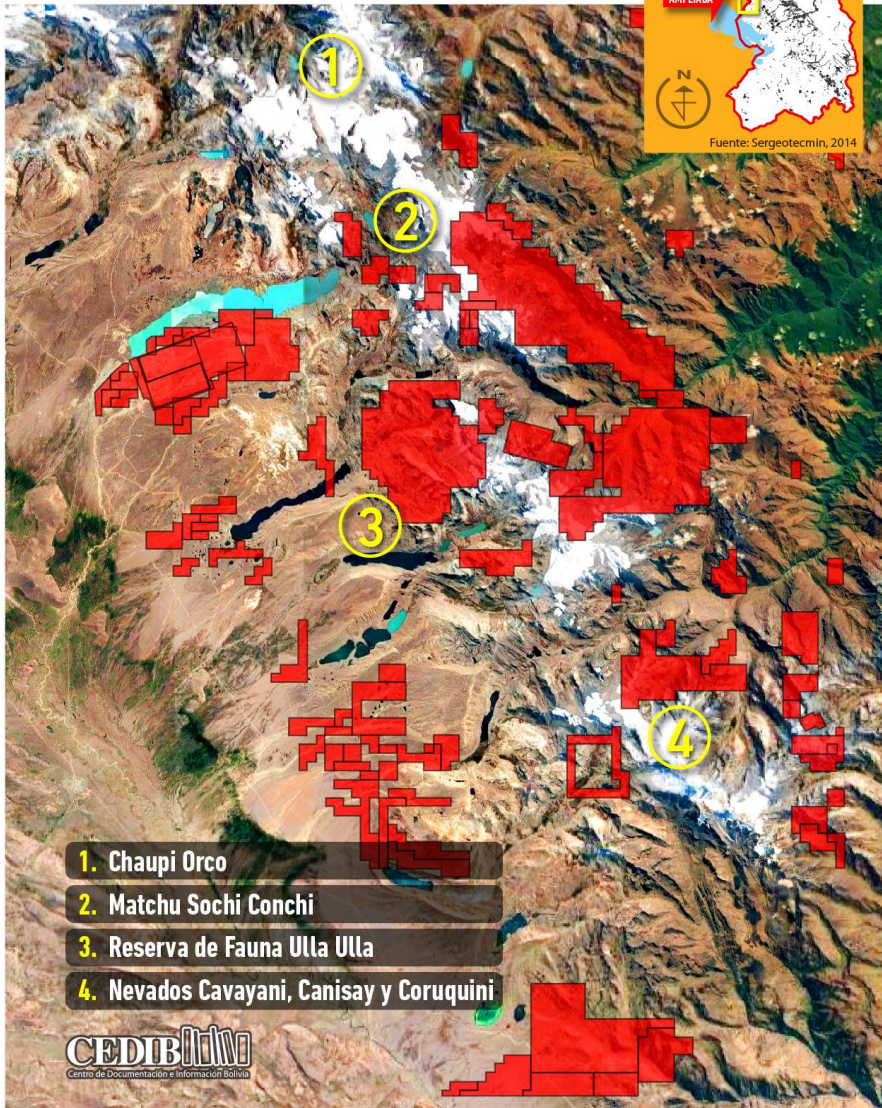 AMPLIADA
N
Fuente: Sergeotecmin, 2014
1
2
3
4
1. Chaupi Orco
2. Matchu Sochi Conchi
3. Reserva de Fauna Ulla Ulla
4. Nevados Cavayani, Canisay y Coruquini
CEDIB
Centro de Documentación e Información Bolivia